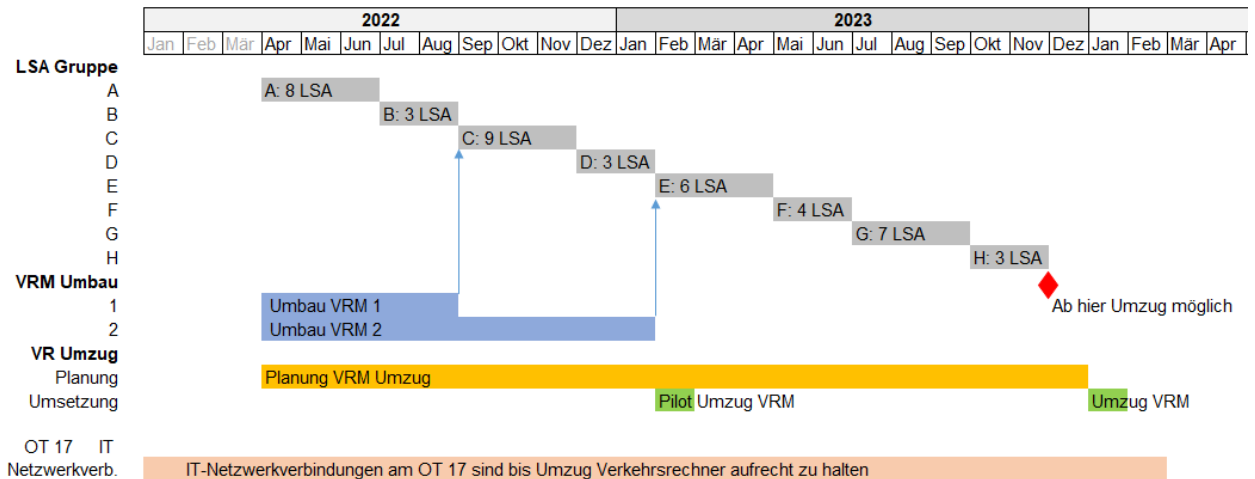 2022 2023
Jan Feb Mär Apr Mai Jun Jul Aug Sep Okt Nov Dez Jan Feb Mär Apr Mai Jun Jul Aug Sep Okt Nov Dez Jan Feb Mär Apr
LSA Gruppe
A A: 8 LSA
B B: 3 LSA
C C: 9 LSA
D D: 3 LSA
E E: 6 LSA
F F: 4 LSA
G G: 7 LSA
H H: 3 LSA
VRM Umbau
1 Umbau VRM 1 Ab hier Umzug möglich
2 Umbau VRM 2
VR Umzug
Planung Planung VRM Umzug
Umsetzung Pilot Umzug VRM Umzug VRM
OT 17 IT
Netzwerkverb. IT-Netzwerkverbindungen am OT 17 sind bis Umzug Verkehrsrechner aufrecht zu halten